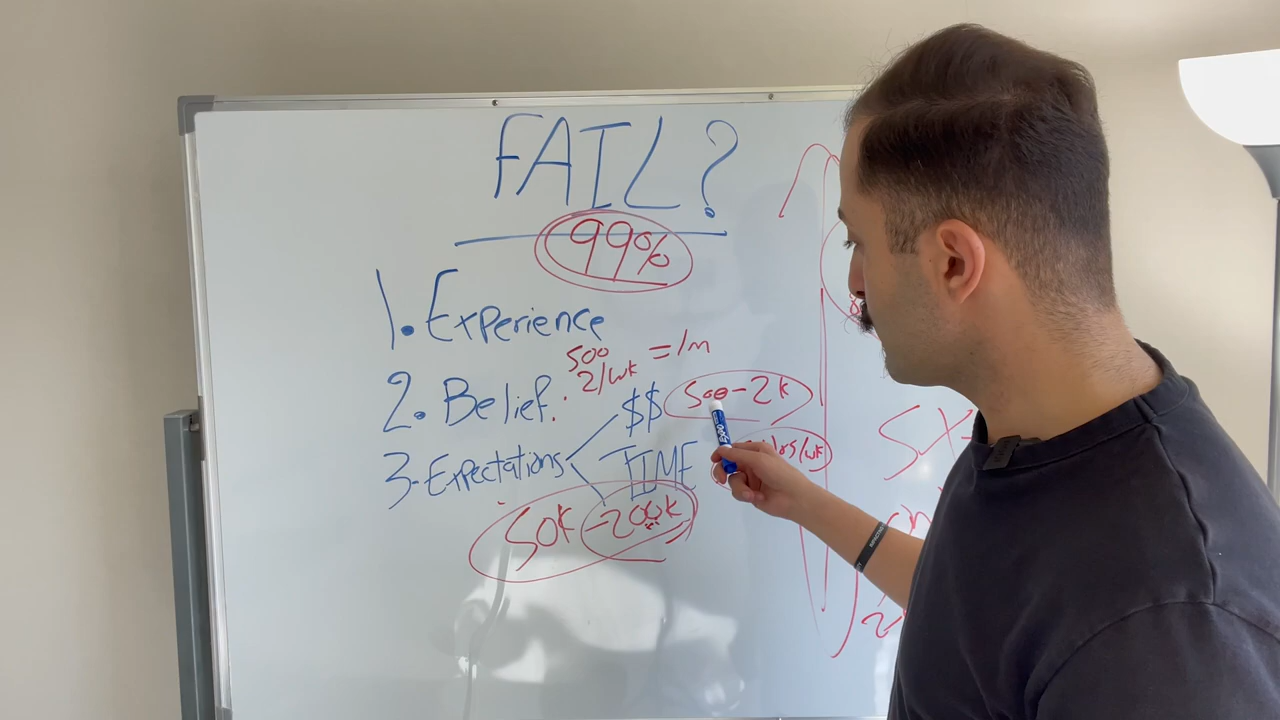 FAIL?
99%
1. Experience
500 = 1m
2/wk
2. Belief.
$$ 500-2k
3-Expectations
TIME hrs/wk
50k-200k
5x